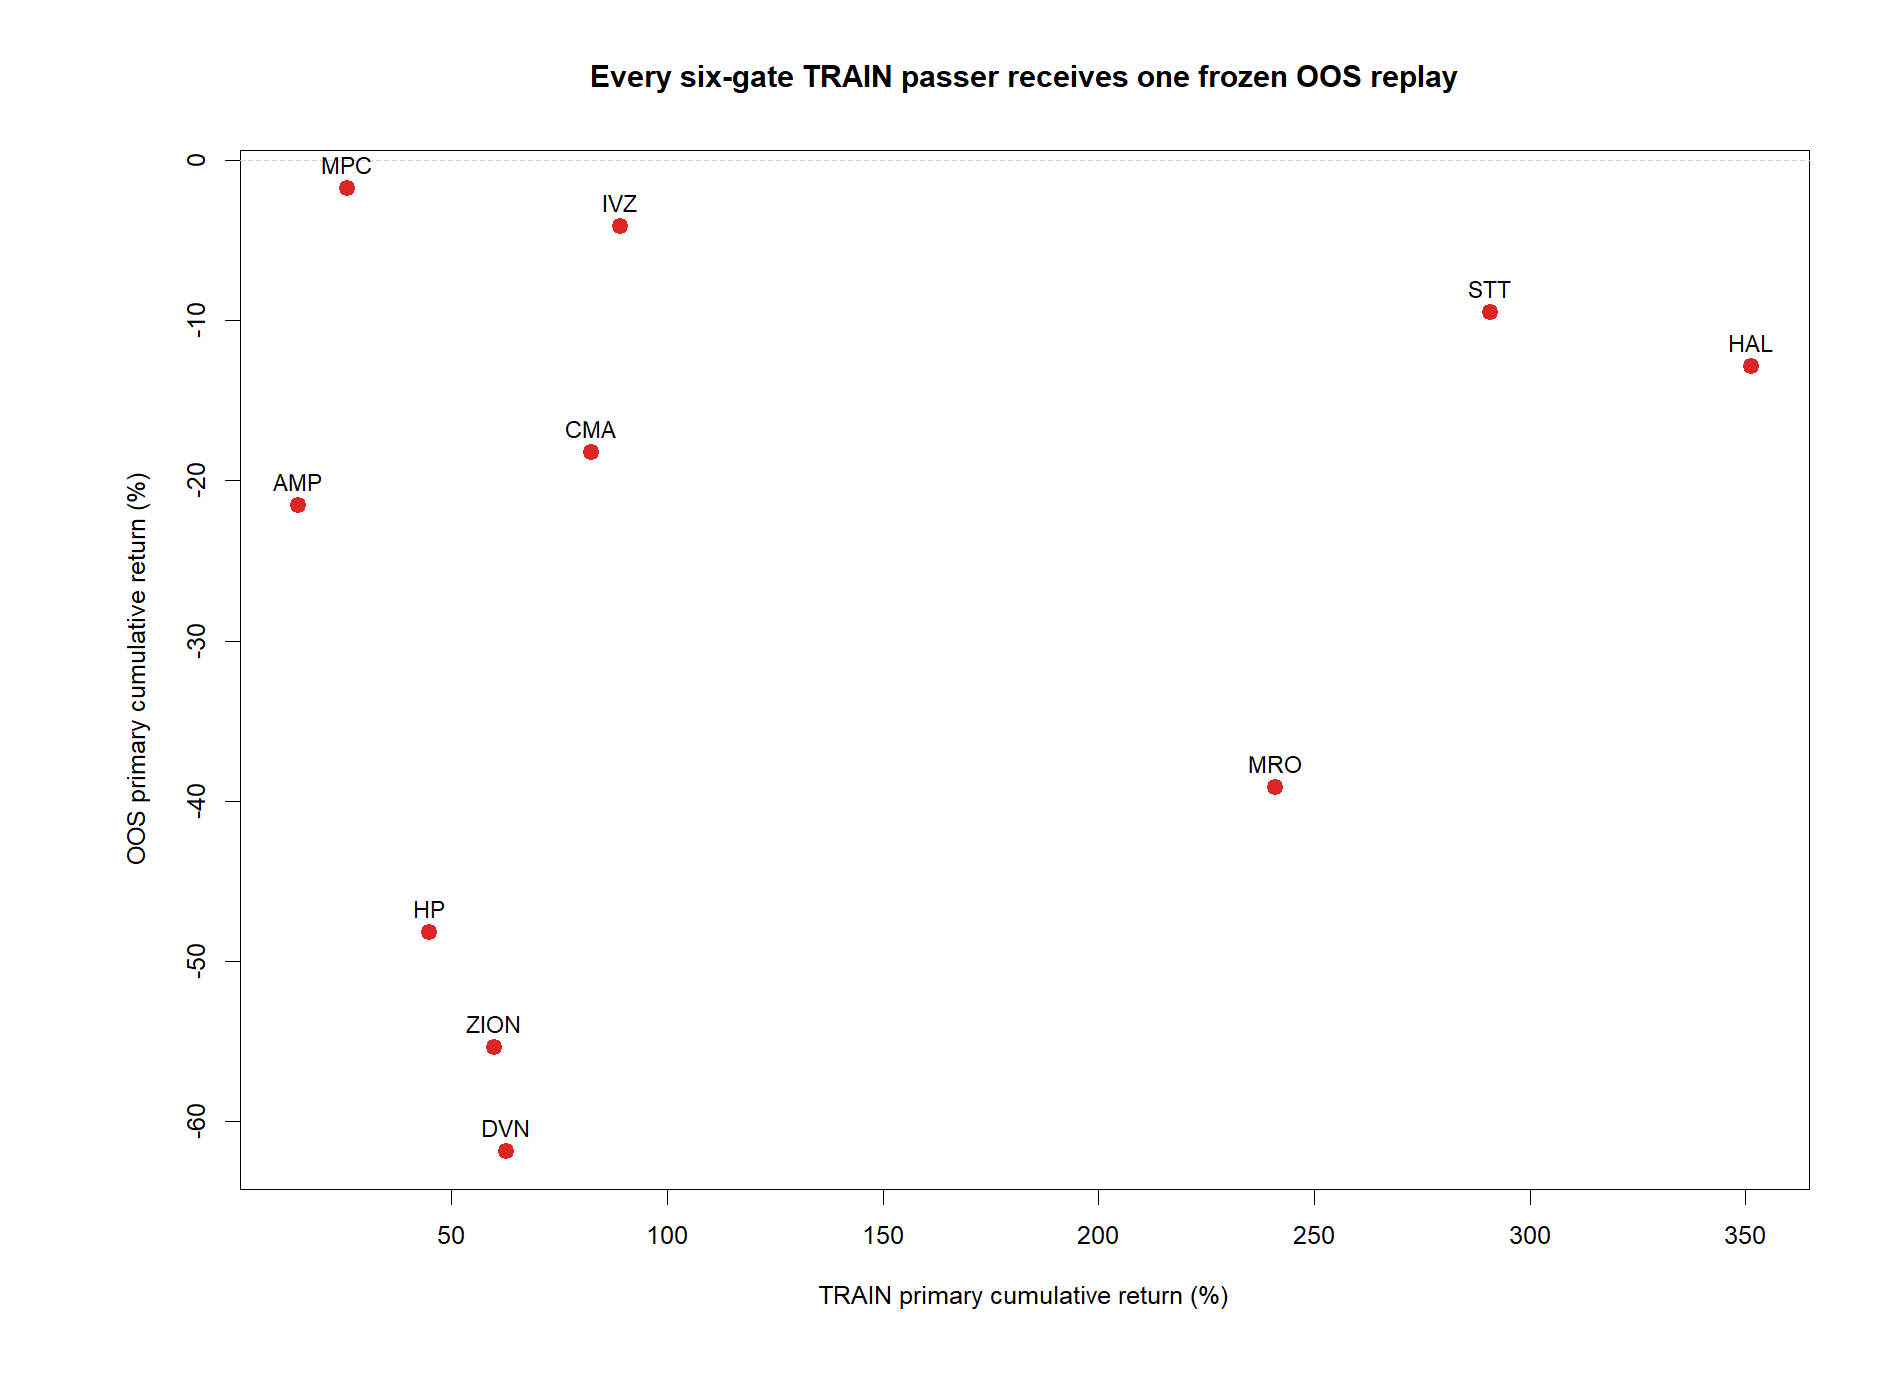 Every six-gate TRAIN passer receives one frozen OOS replay
0
-10
-20
-30
-40
-50
-60
OOS primary cumulative return (%)
MPC
IVZ
STT
HAL
CMA
AMP
MRO
HP
ZION
DVN
50
100
150
200
250
300
350
TRAIN primary cumulative return (%)